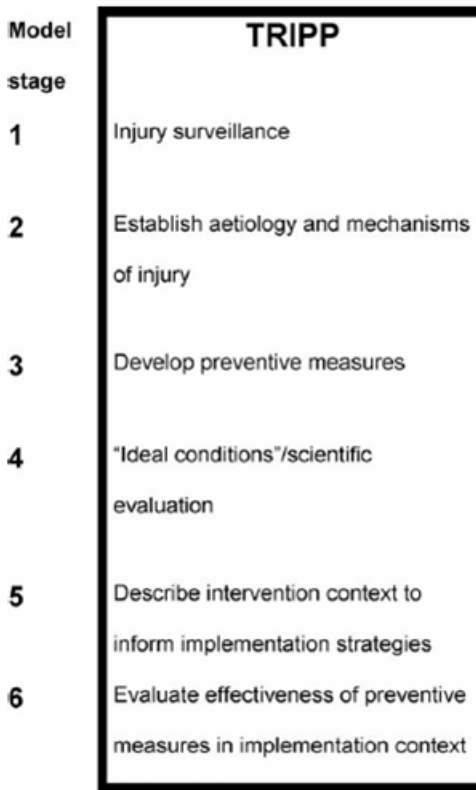 Model TRIPP
stage
1 Injury surveillance
2 Establish aetiology and mechanisms
of injury
3 Develop preventive measures
4 “Ideal conditions”/scientific
evaluation
5 Describe intervention context to
inform implementation strategies
6 Evaluate effectiveness of preventive
measures in implementation context